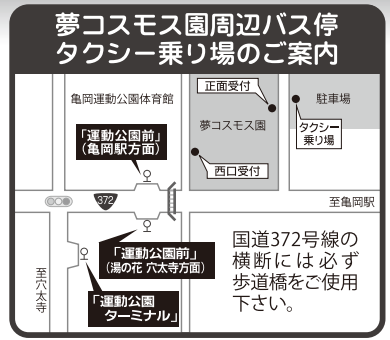 夢コスモス園周辺バス停
タクシー乗り場のご案内
正面受付
亀岡運動公園体育館
駐車場
夢コスモス園
タクシー
乗り場
「運動公園前」
(亀岡駅方面)
西口受付
372
至亀岡駅
「運動公園前」
(湯の花 穴太寺方面)
国道372号線の
横断には必ず
歩道橋をご使用
下さい。
至穴太寺
「運動公園
ターミナル」